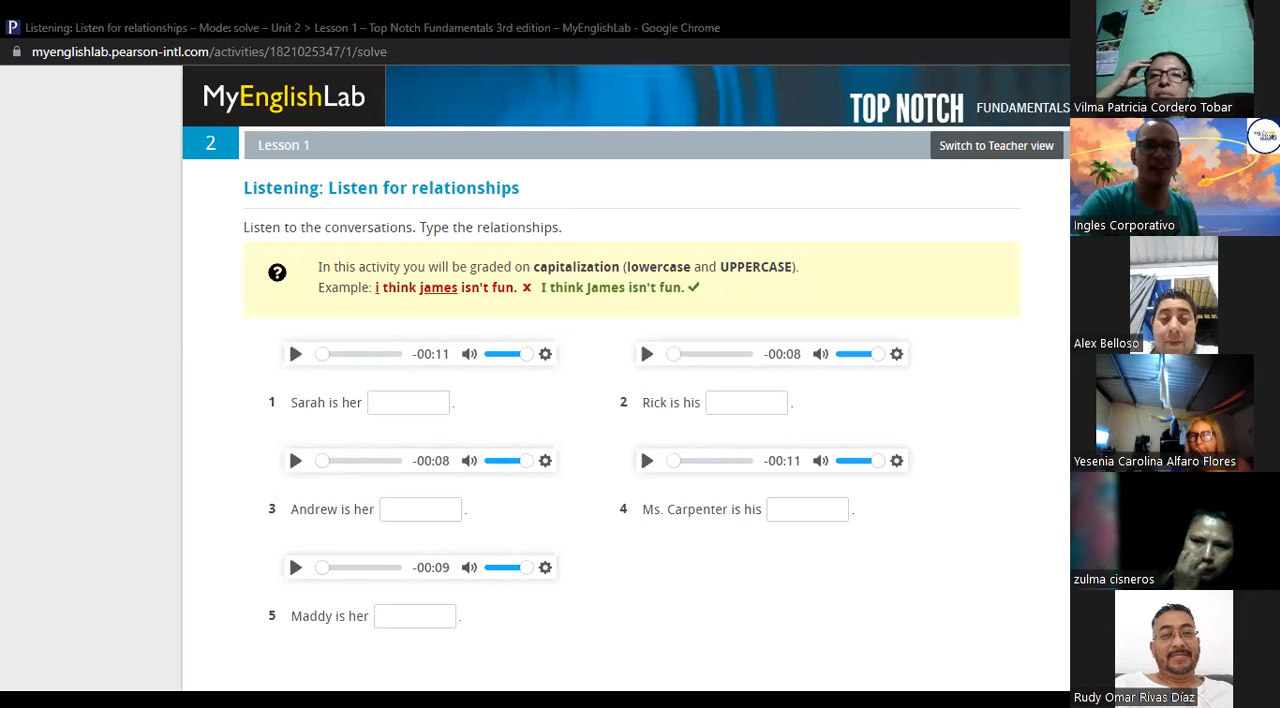 Listening: Listen for relationships – Mode: solve – Unit 2 > Lesson 1 – Top Notch Fundamentals 3rd edition – MyEnglishLab - Google Chrome
myenglishlab.pearson-intl.com/activities/1821025347/1/solve
MyEnglishLab
TOP NOTCH FUNDAMENTALS
2 Lesson 1 Switch to Teacher view
Listening: Listen for relationships
Listen to the conversations. Type the relationships.
In this activity you will be graded on capitalization (lowercase and UPPERCASE).
Example: i think james isn't fun. ✗ I think James isn't fun. ✓
-00:11 -00:08
1 Sarah is her . 2 Rick is his .
-00:08 -00:11
3 Andrew is her . 4 Ms. Carpenter is his .
-00:09
5 Maddy is her .
Vilma Patricia Cordero Tobar
Ingles Corporativo
Alex Belloso
Yesenia Carolina Alfaro Flores
zulma cisneros
Rudy Omar Rivas Díaz